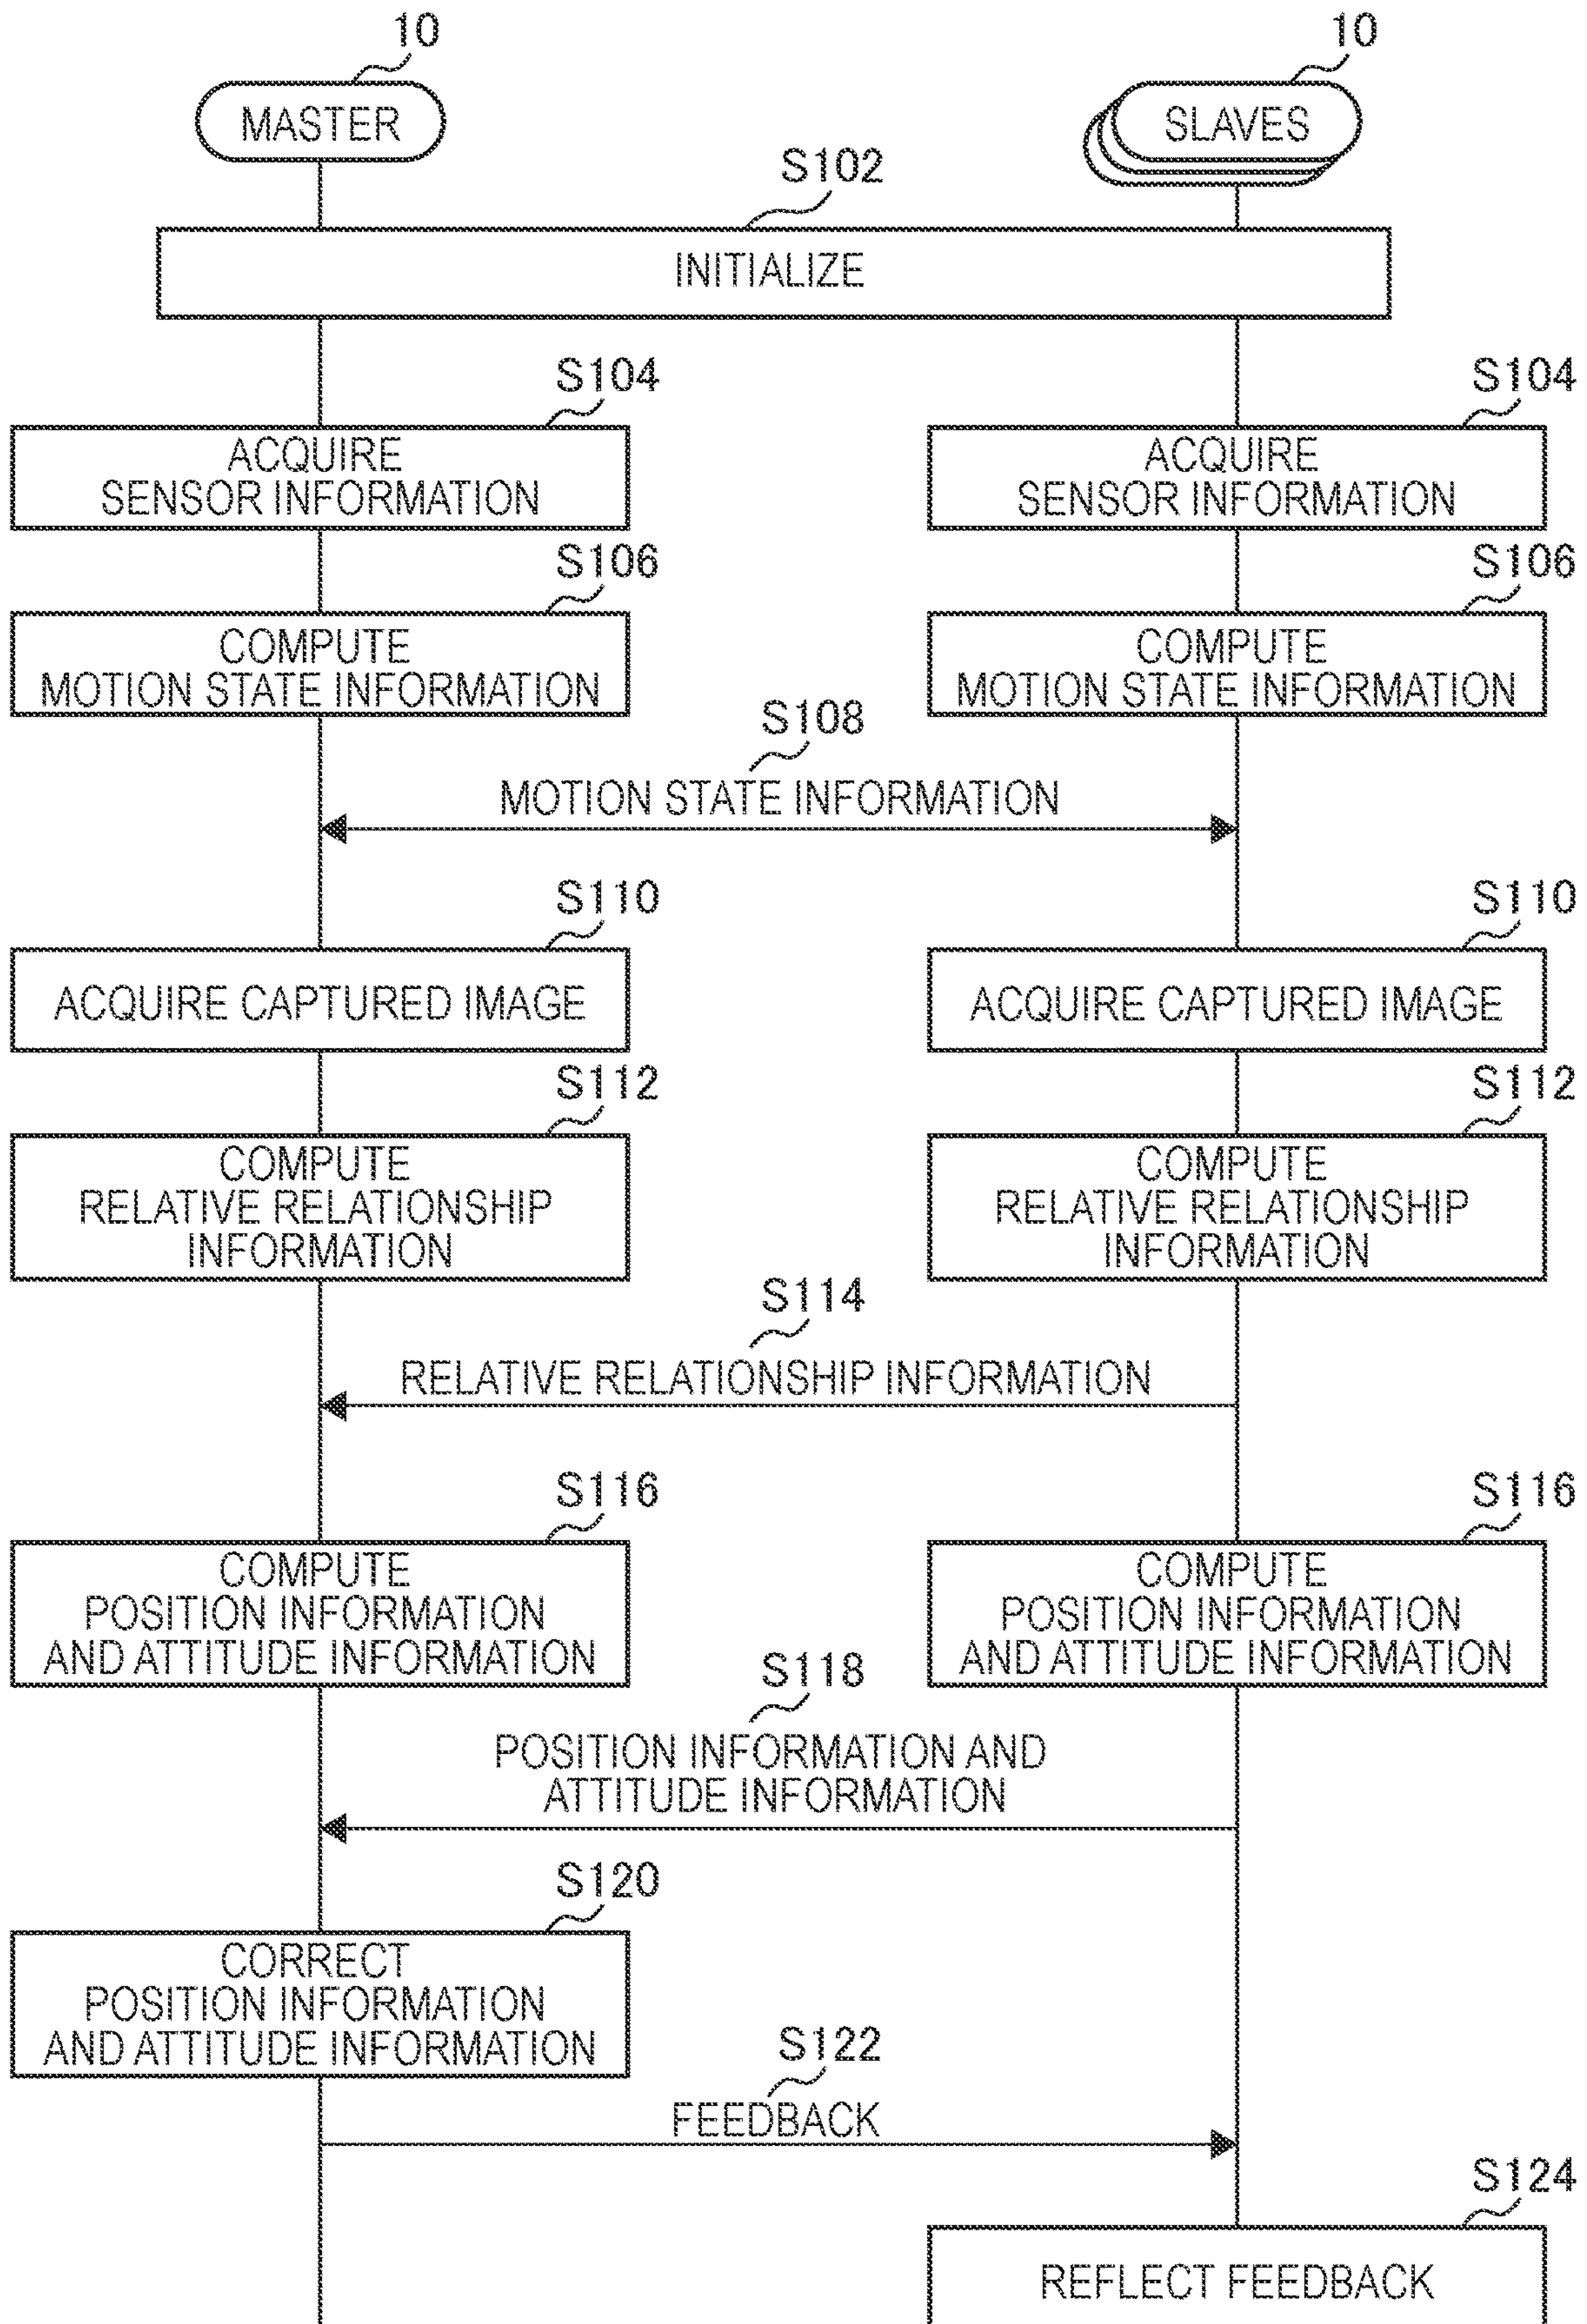 10
10
MASTER
SLAVES
S102
INITIALIZE
S104
S104
ACQUIRE
SENSOR INFORMATION
ACQUIRE
SENSOR INFORMATION
S106
S106
COMPUTE
MOTION STATE INFORMATION
COMPUTE
MOTION STATE INFORMATION
S108
MOTION STATE INFORMATION
S110
S110
ACQUIRE CAPTURED IMAGE
ACQUIRE CAPTURED IMAGE
S112
S112
COMPUTE
RELATIVE RELATIONSHIP
INFORMATION
COMPUTE
RELATIVE RELATIONSHIP
INFORMATION
S114
RELATIVE RELATIONSHIP INFORMATION
S116
S116
COMPUTE
POSITION INFORMATION
AND ATTITUDE INFORMATION
COMPUTE
POSITION INFORMATION
AND ATTITUDE INFORMATION
S118
POSITION INFORMATION AND
ATTITUDE INFORMATION
S120
CORRECT
POSITION INFORMATION
AND ATTITUDE INFORMATION
S122
FEEDBACK
S124
REFLECT FEEDBACK